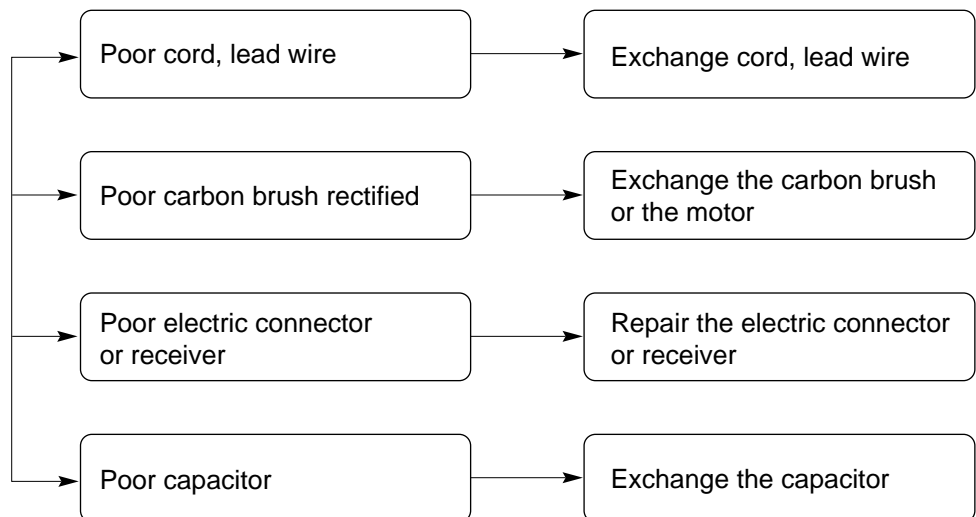 Poor cord, lead wire
Exchange cord, lead wire
Poor carbon brush rectified
Exchange the carbon brush
or the motor
Poor electric connector
or receiver
Repair the electric connector
or receiver
Poor capacitor
Exchange the capacitor